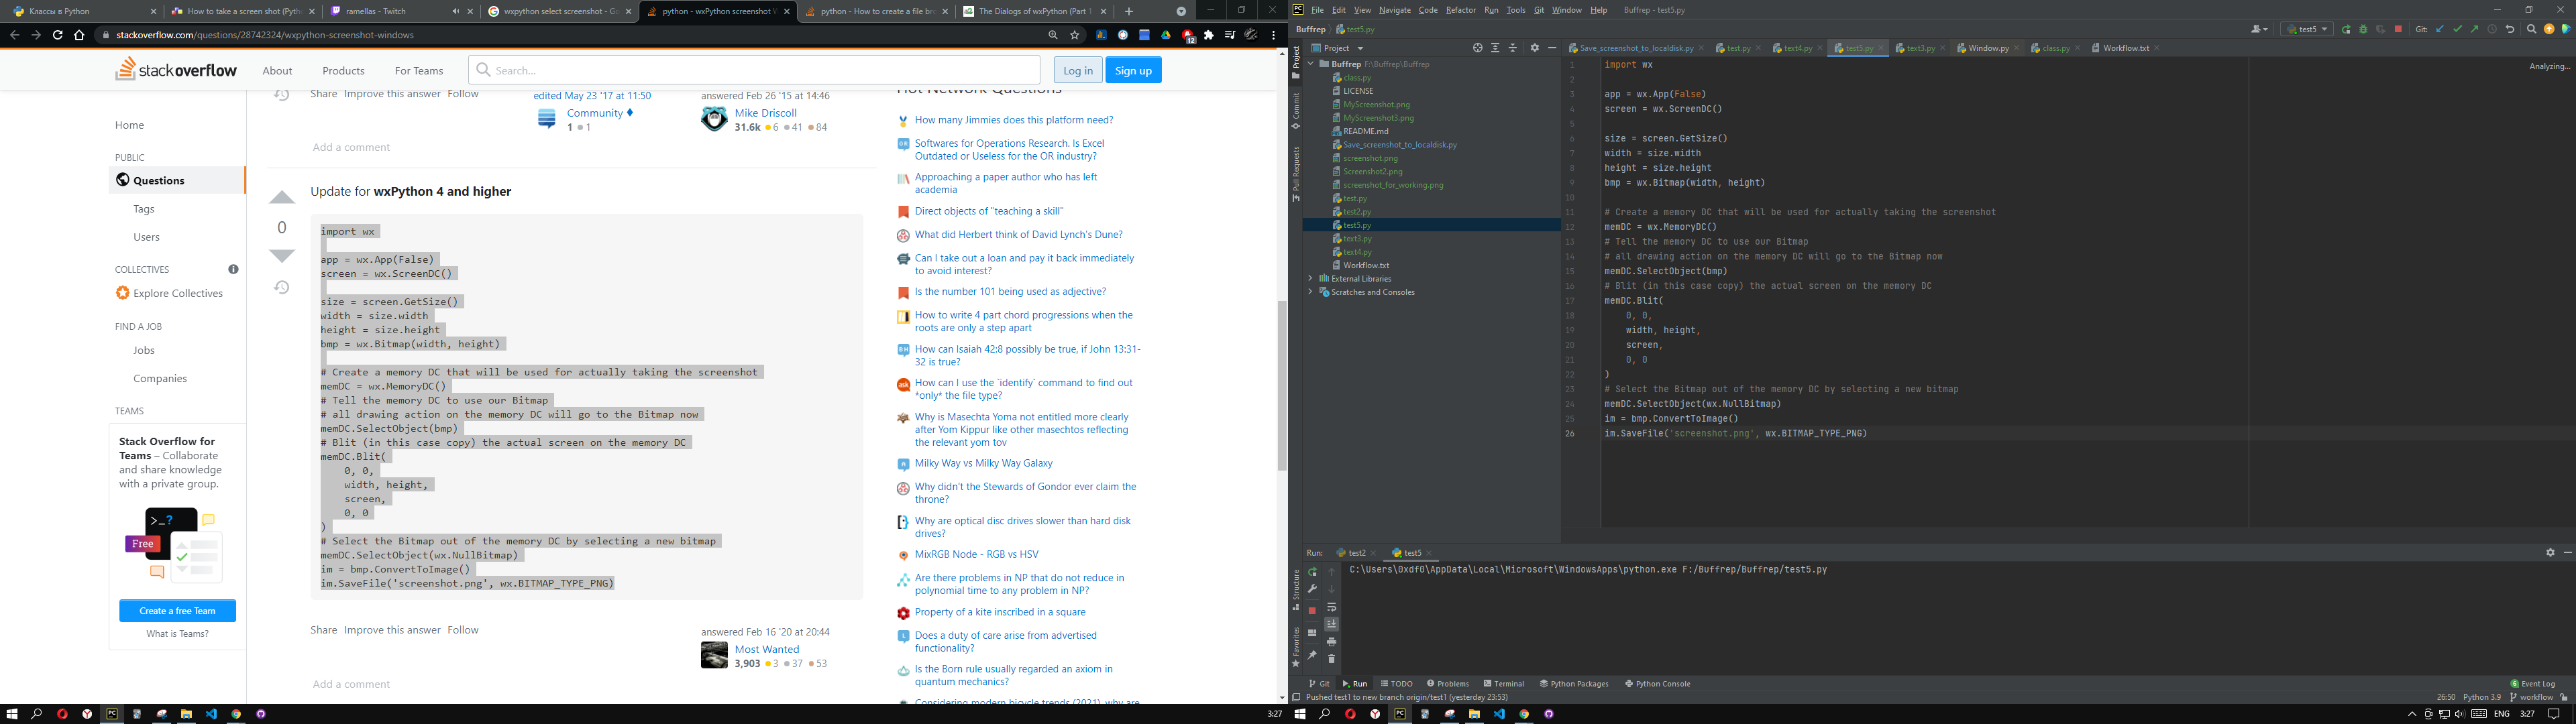 Классы в Python
How to take a screen shot (Pyth
ramellas - Twitch
wxpython select screenshot - Go
python - wxPython screenshot W
python - How to create a file bro
The Dialogs of wxPython (Part 1
stackoverflow.com/questions/28742324/wxpython-screenshot-windows
12
stackoverflow
About
Products
For Teams
Search...
Log in
Sign up
Home
PUBLIC
Questions
Tags
Users
COLLECTIVES
Explore Collectives
FIND A JOB
Jobs
Companies
TEAMS
Stack Overflow for
Teams – Collaborate
and share knowledge
with a private group.
>_?
Free
Create a free Team
What is Teams?
Share Improve this answer Follow
edited May 23 '17 at 11:50
Community
1 1
answered Feb 26 '15 at 14:46
Mike Driscoll
31.6k 6 41 84
Add a comment
0
Update for wxPython 4 and higher
import wx
app = wx.App(False)
screen = wx.ScreenDC()
size = screen.GetSize()
width = size.width
height = size.height
bmp = wx.Bitmap(width, height)
# Create a memory DC that will be used for actually taking the screenshot
memDC = wx.MemoryDC()
# Tell the memory DC to use our Bitmap
# all drawing action on the memory DC will go to the Bitmap now
memDC.SelectObject(bmp)
# Blit (in this case copy) the actual screen on the memory DC
memDC.Blit(
0, 0,
width, height,
screen,
0, 0
)
# Select the Bitmap out of the memory DC by selecting a new bitmap
memDC.SelectObject(wx.NullBitmap)
im = bmp.ConvertToImage()
im.SaveFile('screenshot.png', wx.BITMAP_TYPE_PNG)
Share Improve this answer Follow
answered Feb 16 '20 at 20:44
Most Wanted
3,903 3 37 53
Add a comment
Hot Network Questions
How many Jimmies does this platform need?
Softwares for Operations Research. Is Excel
Outdated or Useless for the OR industry?
Approaching a paper author who has left
academia
Direct objects of "teaching a skill"
What did Herbert think of David Lynch's Dune?
Can I take out a loan and pay it back immediately
to avoid interest?
Is the number 101 being used as adjective?
How to write 4 part chord progressions when the
roots are only a step apart
How can Isaiah 42:8 possibly be true, if John 13:31-
32 is true?
How can I use the `identify` command to find out
*only* the file type?
Why is Masechta Yoma not entitled more clearly
after Yom Kippur like other masechtos reflecting
the relevant yom tov
Milky Way vs Milky Way Galaxy
Why didn't the Stewards of Gondor ever claim the
throne?
Why are optical disc drives slower than hard disk
drives?
MixRGB Node - RGB vs HSV
Are there problems in NP that do not reduce in
polynomial time to any problem in NP?
Property of a kite inscribed in a square
Does a duty of care arise from advertised
functionality?
Is the Born rule usually regarded an axiom in
quantum mechanics?
Considering modern bicycle trends (2021), why are
3:27
File Edit View Navigate Code Refactor Run Tools Git Window Help Buffrep - test5.py
Buffrep test5.py
test5
Git:
Project
Save_screenshot_to_localdisk.py
test.py
text4.py
test5.py
text3.py
Window.py
class.py
Workflow.txt
Project
Commit
Pull Requests
Structure
Favorites
Buffrep F:\Buffrep\Buffrep
class.py
LICENSE
MyScreenshot.png
MyScreenshot3.png
README.md
Save_screenshot_to_localdisk.py
screenshot.png
Screenshot2.png
screenshot_for_working.png
test.py
test2.py
test5.py
text3.py
text4.py
Workflow.txt
External Libraries
Scratches and Consoles
Analyzing...
1 import wx
2
3 app = wx.App(False)
4 screen = wx.ScreenDC()
5
6 size = screen.GetSize()
7 width = size.width
8 height = size.height
9 bmp = wx.Bitmap(width, height)
10
11 # Create a memory DC that will be used for actually taking the screenshot
12 memDC = wx.MemoryDC()
13 # Tell the memory DC to use our Bitmap
14 # all drawing action on the memory DC will go to the Bitmap now
15 memDC.SelectObject(bmp)
16 # Blit (in this case copy) the actual screen on the memory DC
17 memDC.Blit(
18 0, 0,
19 width, height,
20 screen,
21 0, 0
22 )
23 # Select the Bitmap out of the memory DC by selecting a new bitmap
24 memDC.SelectObject(wx.NullBitmap)
25 im = bmp.ConvertToImage()
26 im.SaveFile('screenshot.png', wx.BITMAP_TYPE_PNG)
Run: test2 test5
C:\Users\0xdf0\AppData\Local\Microsoft\WindowsApps\python.exe F:/Buffrep/Buffrep/test5.py
Git Run TODO Problems Terminal Python Packages Python Console
Event Log
Pushed test1 to new branch origin/test1 (yesterday 23:53)
26:50 Python 3.9 workflow
ENG 3:27